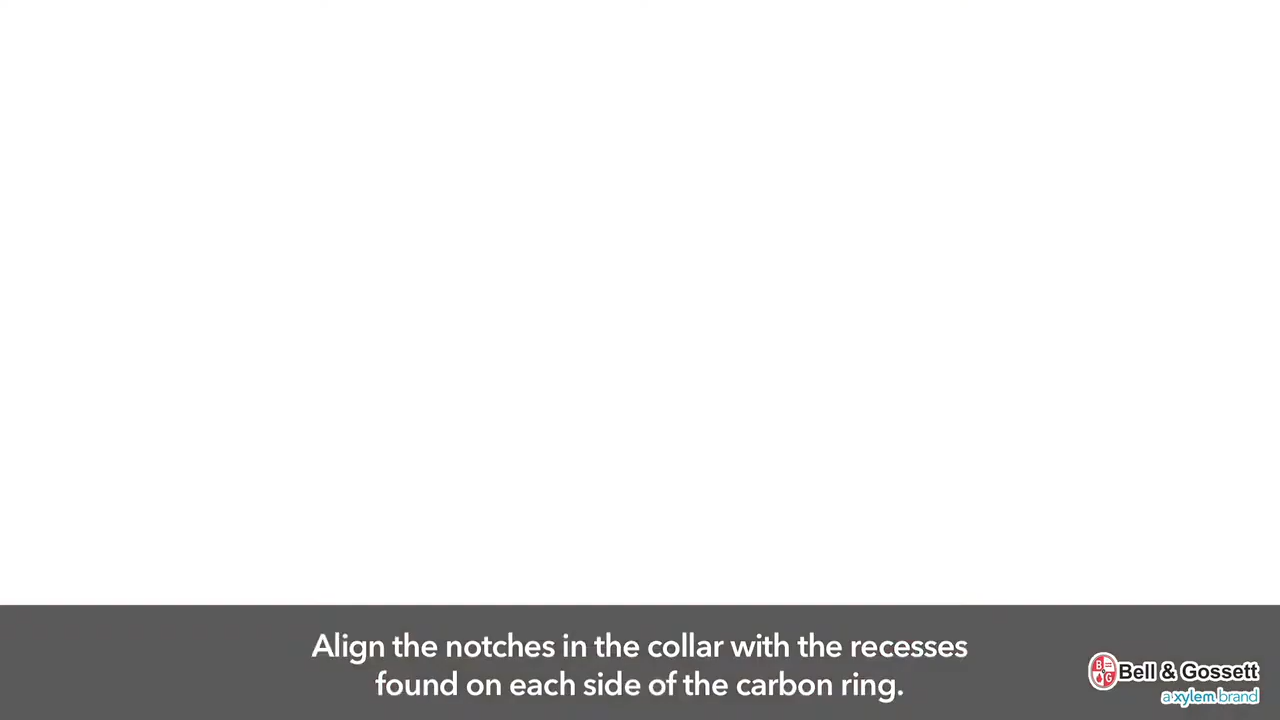 Align the notches in the collar with the recesses
found on each side of the carbon ring.
B
G
Bell & Gossett
a xylem brand